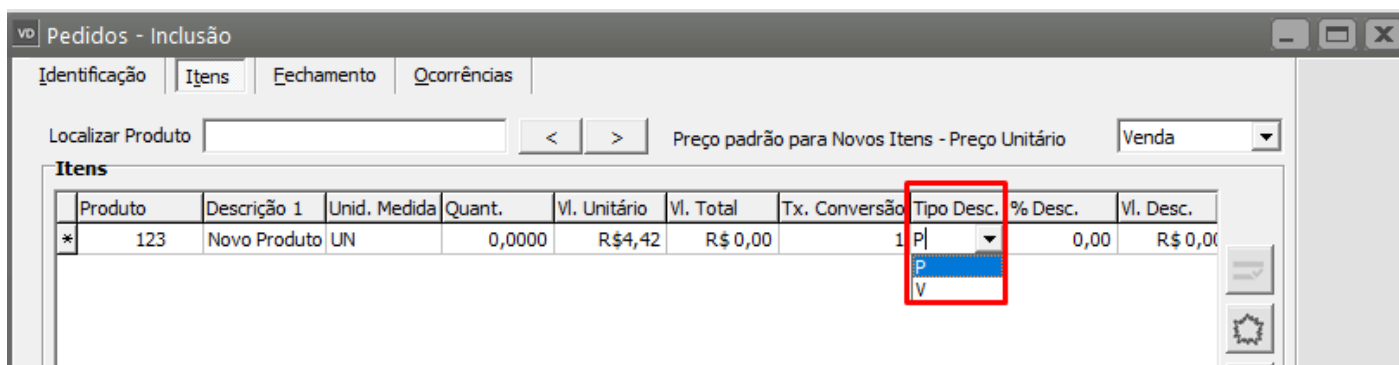 VD Pedidos - Inclusão
Identificação Itens Fechamento Ocorrências
Localizar Produto < > Preço padrão para Novos Itens - Preço Unitário Venda
Itens
Produto Descrição 1 Unid. Medida Quant. Vl. Unitário Vl. Total Tx. Conversão Tipo Desc. % Desc. Vl. Desc.
* 123 Novo Produto UN 0,0000 R$4,42 R$ 0,00 1 P 0,00 R$ 0,00
P
V